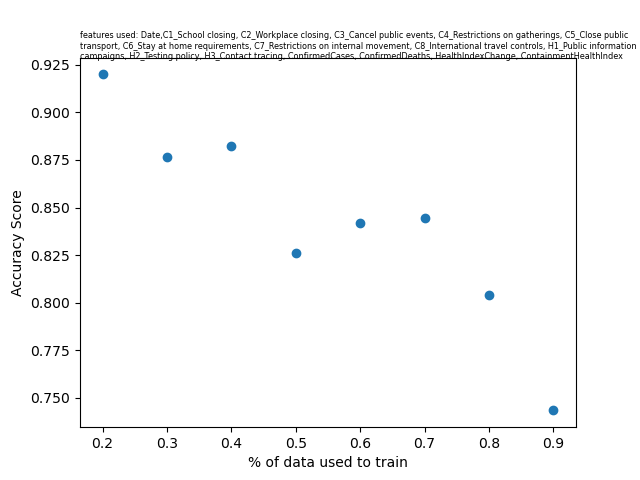 features used: Date,C1_School closing, C2_Workplace closing, C3_Cancel public events, C4_Restrictions on gatherings, C5_Close public
transport, C6_Stay at home requirements, C7_Restrictions on internal movement, C8_International travel controls, H1_Public information
campaigns, H2_Testing policy, H3_Contact tracing, ConfirmedCases, ConfirmedDeaths, HealthIndexChange, ContainmentHealthIndex
0.925
0.900
0.875
0.850
0.825
0.800
0.775
0.750
Accuracy Score
0.2 0.3 0.4 0.5 0.6 0.7 0.8 0.9
% of data used to train